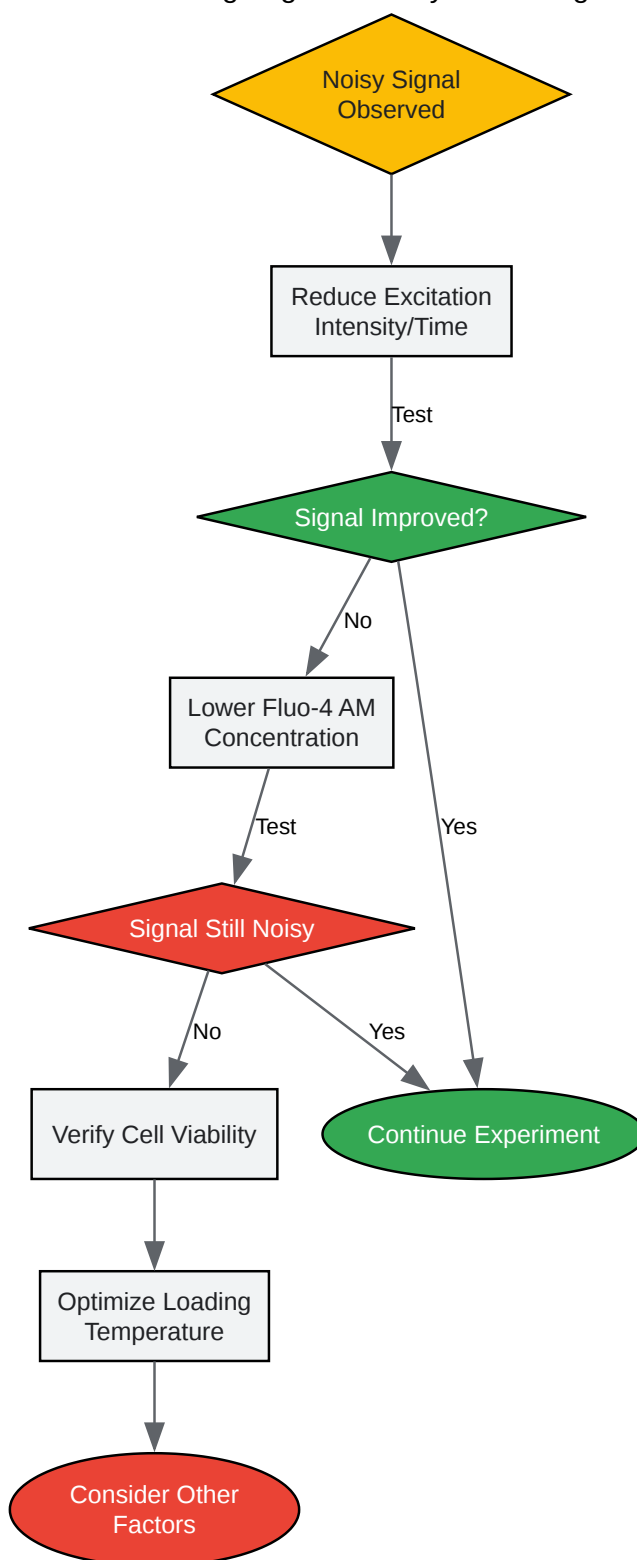 Noisy Signal
Observed
Reduce Excitation
Intensity/Time
Test
Signal Improved?
No
Lower Fluo-4 AM
Concentration
Test
Yes
Signal Still Noisy
No
Yes
Verify Cell Viability
Continue Experiment
Optimize Loading
Temperature
Consider Other
Factors